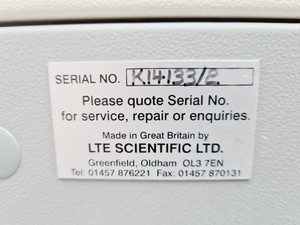 SERIAL NO. K14133/2
Please quote Serial No.
for service, repair or enquiries.
Made in Great Britain by
LTE SCIENTIFIC LTD.
Greenfield, Oldham OL3 7EN
Tel: 01457 876221 Fax: 01457 870131